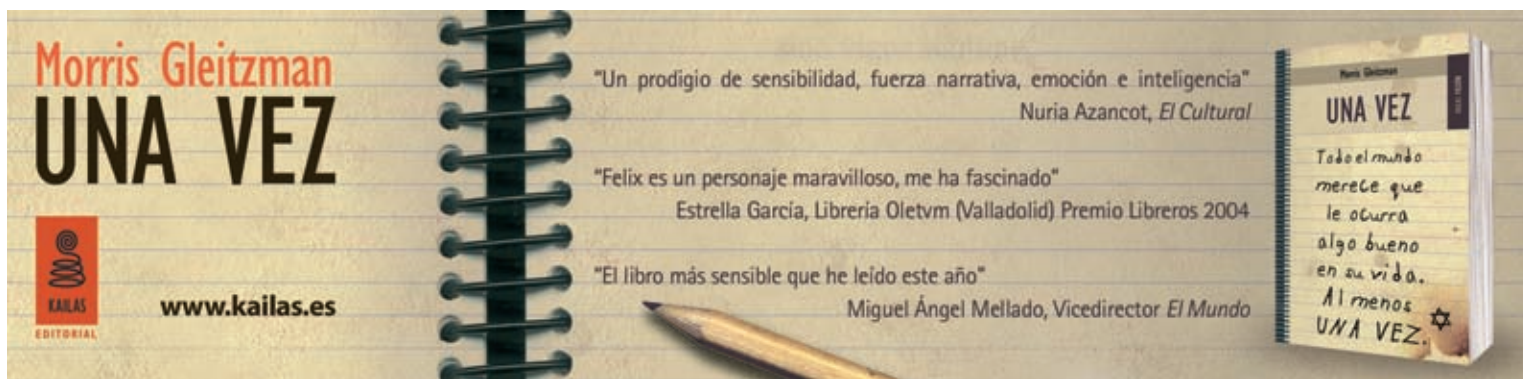 Morris Gleitzman
UNA VEZ
KAILAS
EDITORIAL
www.kailas.es
"Un prodigio de sensibilidad, fuerza narrativa, emoción e inteligencia"
Nuria Azancot, El Cultural
"Felix es un personaje maravilloso, me ha fascinado"
Estrella García, Librería Oletvm (Valladolid) Premio Libreros 2004
"El libro más sensible que he leído este año"
Miguel Ángel Mellado, Vicedirector El Mundo
Morris Gleitzman
UNA VEZ
Todo el mundo
merece que
le ocurra
algo bueno
en su vida.
Al menos
UNA VEZ.